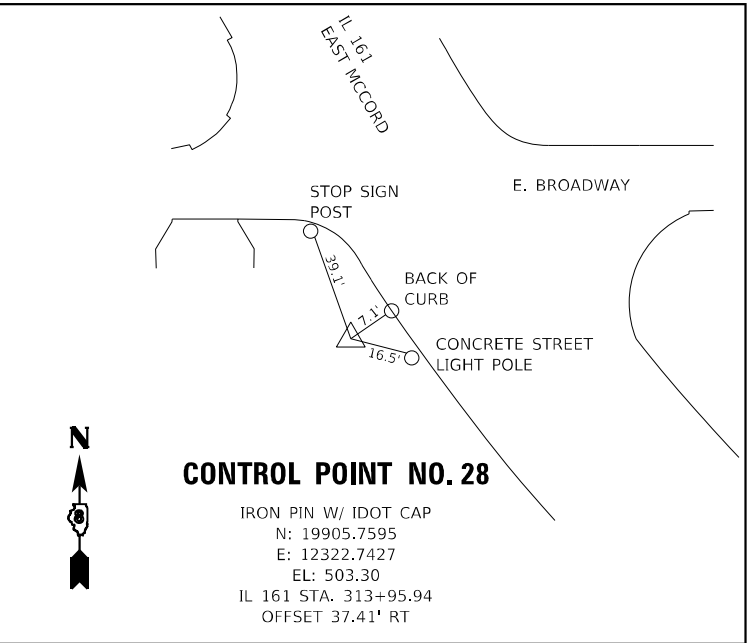 IL 161
EAST MCCORD
E. BROADWAY
STOP SIGN
POST
39.1'
BACK OF
CURB
7.1'
16.5'
CONCRETE STREET
LIGHT POLE
N
8
CONTROL POINT NO. 28
IRON PIN W/ IDOT CAP
N: 19905.7595
E: 12322.7427
EL: 503.30
IL 161 STA. 313+95.94
OFFSET 37.41' RT